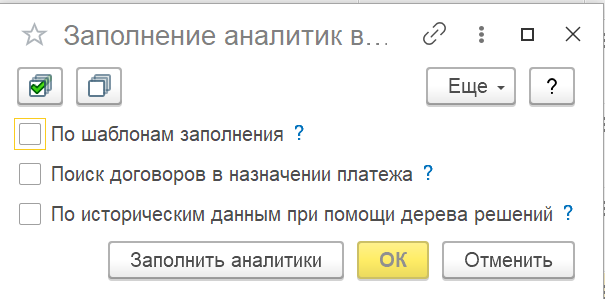 Заполнение аналитик в...
Еще ?
По шаблонам заполнения ?
Поиск договоров в назначении платежа ?
По историческим данным при помощи дерева решений ?
Заполнить аналитики ОК Отменить